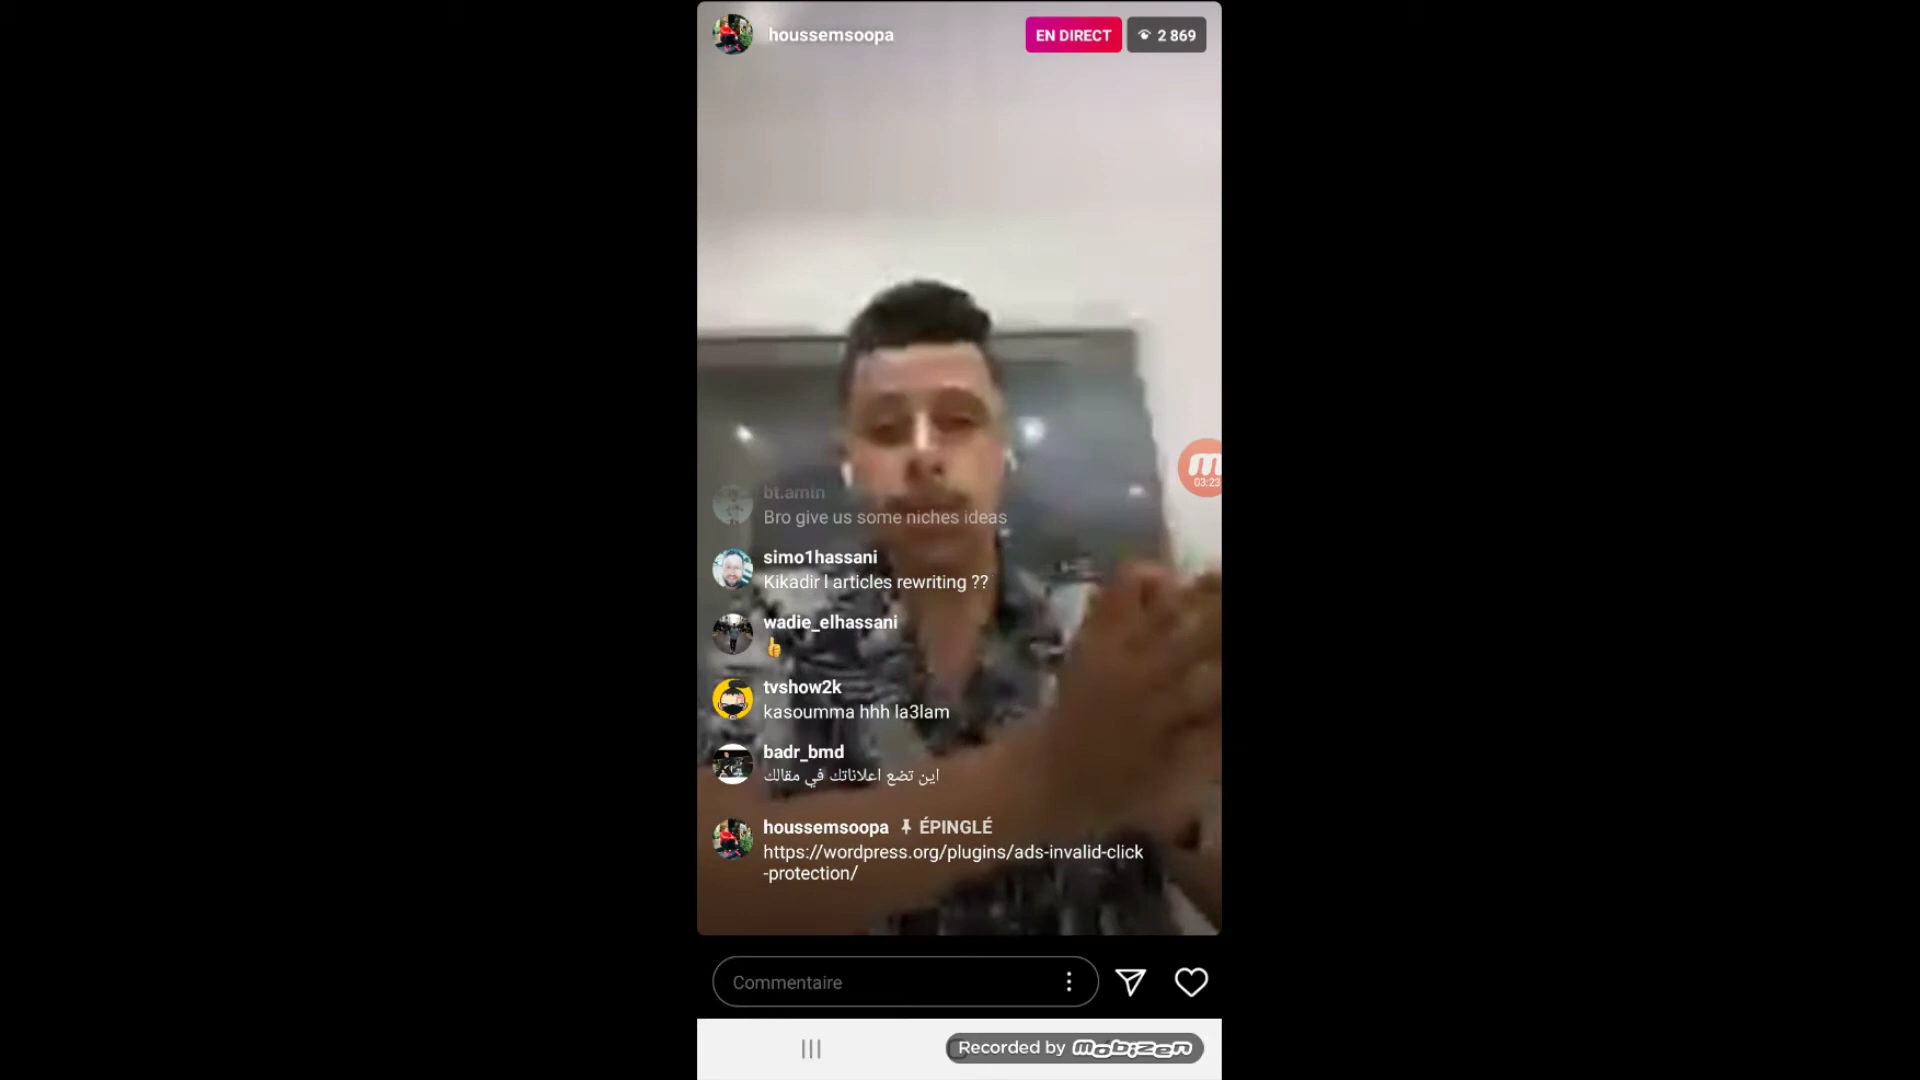 houssemsoopa
EN DIRECT
2 869
03:23
bt.amin
Bro give us some niches ideas
simo1hassani
Kikadir l articles rewriting ??
wadie_elhassani
👍
tvshow2k
kasoumma hhh la3lam
badr_bmd
اين تضع اعلاناتك في مقالك
houssemsoopa ÉPINGLÉ
https://wordpress.org/plugins/ads-invalid-click
-protection/
Commentaire
Recorded by mobizen